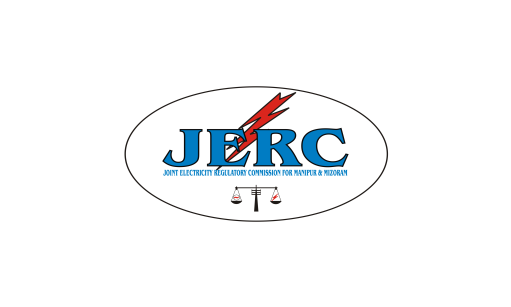 JERC
JOINT ELECTRICITY REGULATORY COMMISSION FOR MANIPUR & MIZORAM